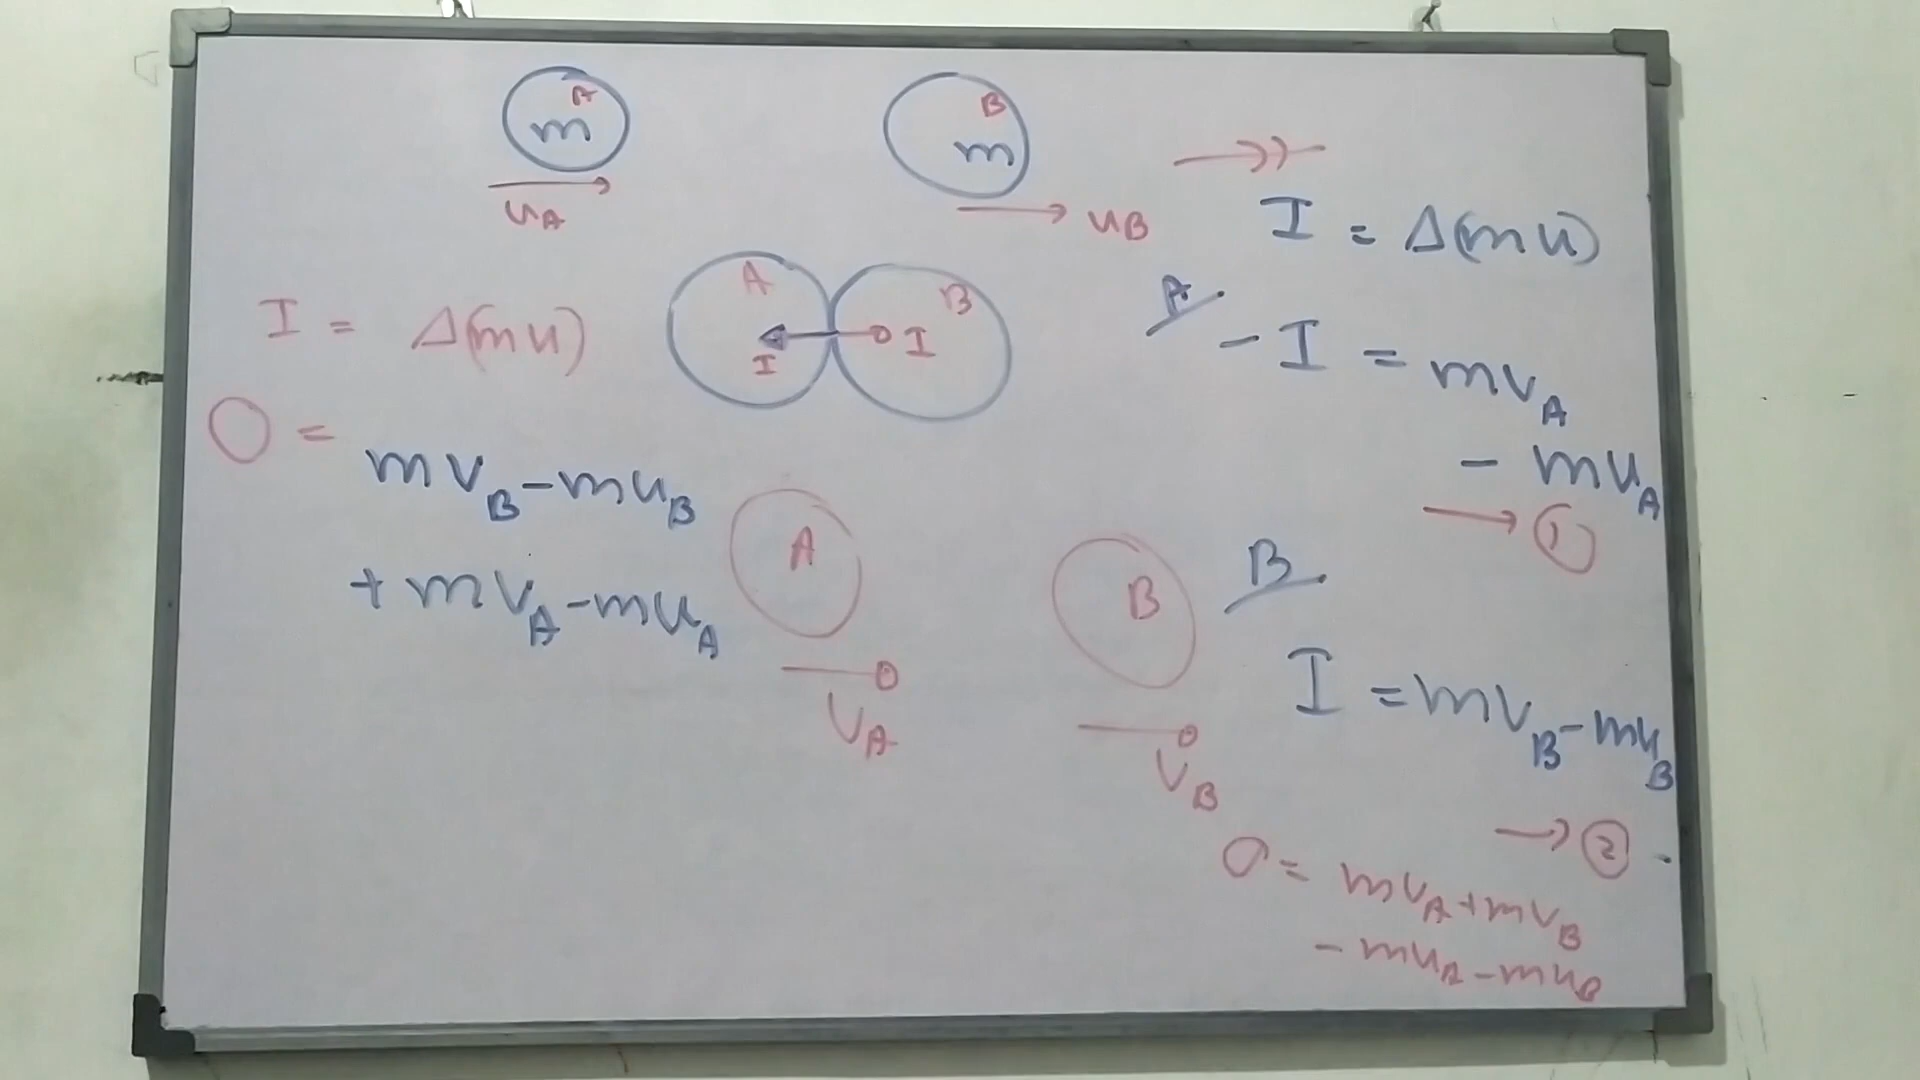 A
m
u_A
B
m
u_B
I = Δ(mu)
A
I
B
I
I = Δ(mu)
0 =
mv_B - mu_B
+ mv_A - mu_A
A
- I = mv_A
- mu_A
→ ①
A
V_A
B
V_B
B
I = mv_B - mu_B
→ ②
0 = mv_A + mv_B
- mu_A - mu_B